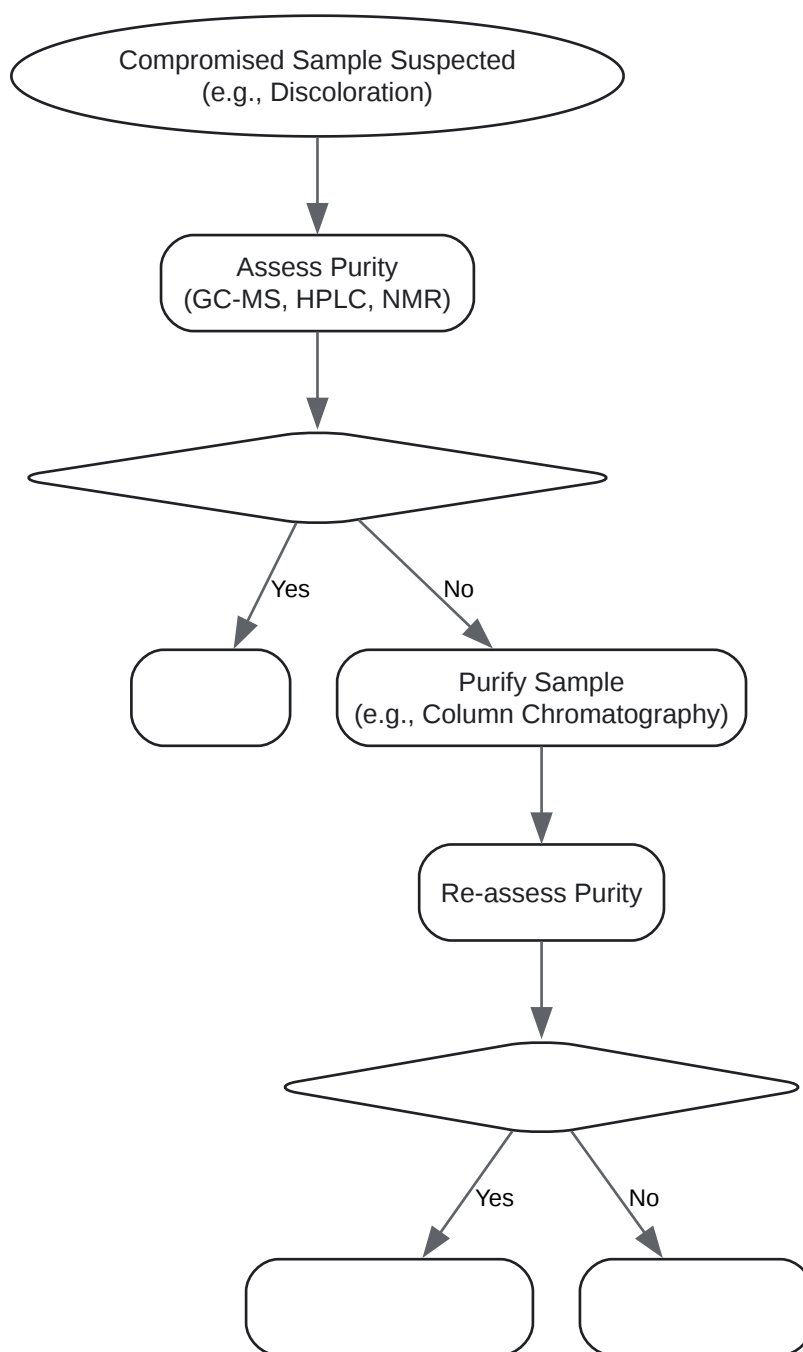 Compromised Sample Suspected
(e.g., Discoloration)
Assess Purity
(GC-MS, HPLC, NMR)
Yes
No
Purify Sample
(e.g., Column Chromatography)
Re-assess Purity
Yes
No